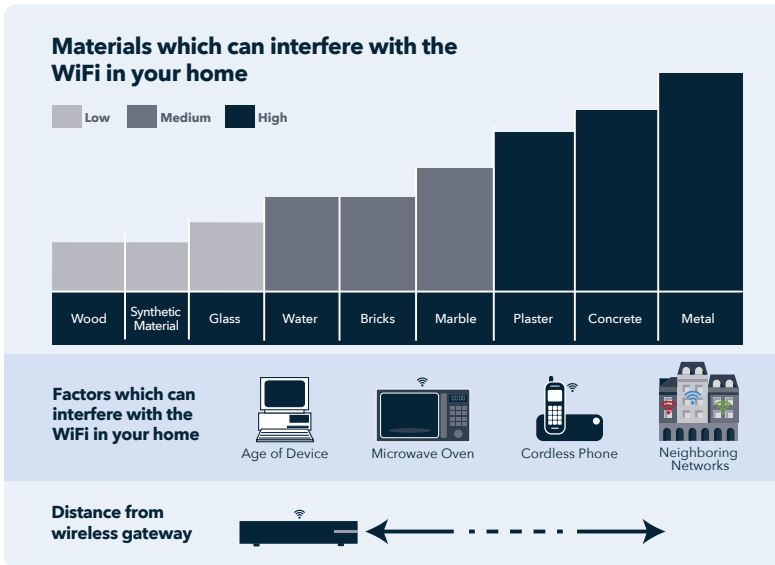 Materials which can interfere with the
WiFi in your home
Low
Medium
High
Wood
Synthetic
Material
Glass
Water
Bricks
Marble
Plaster
Concrete
Metal
Factors which can
interfere with the
WiFi in your home
00:00
Age of Device
Microwave Oven
Cordless Phone
Neighboring
Networks
Distance from
wireless gateway